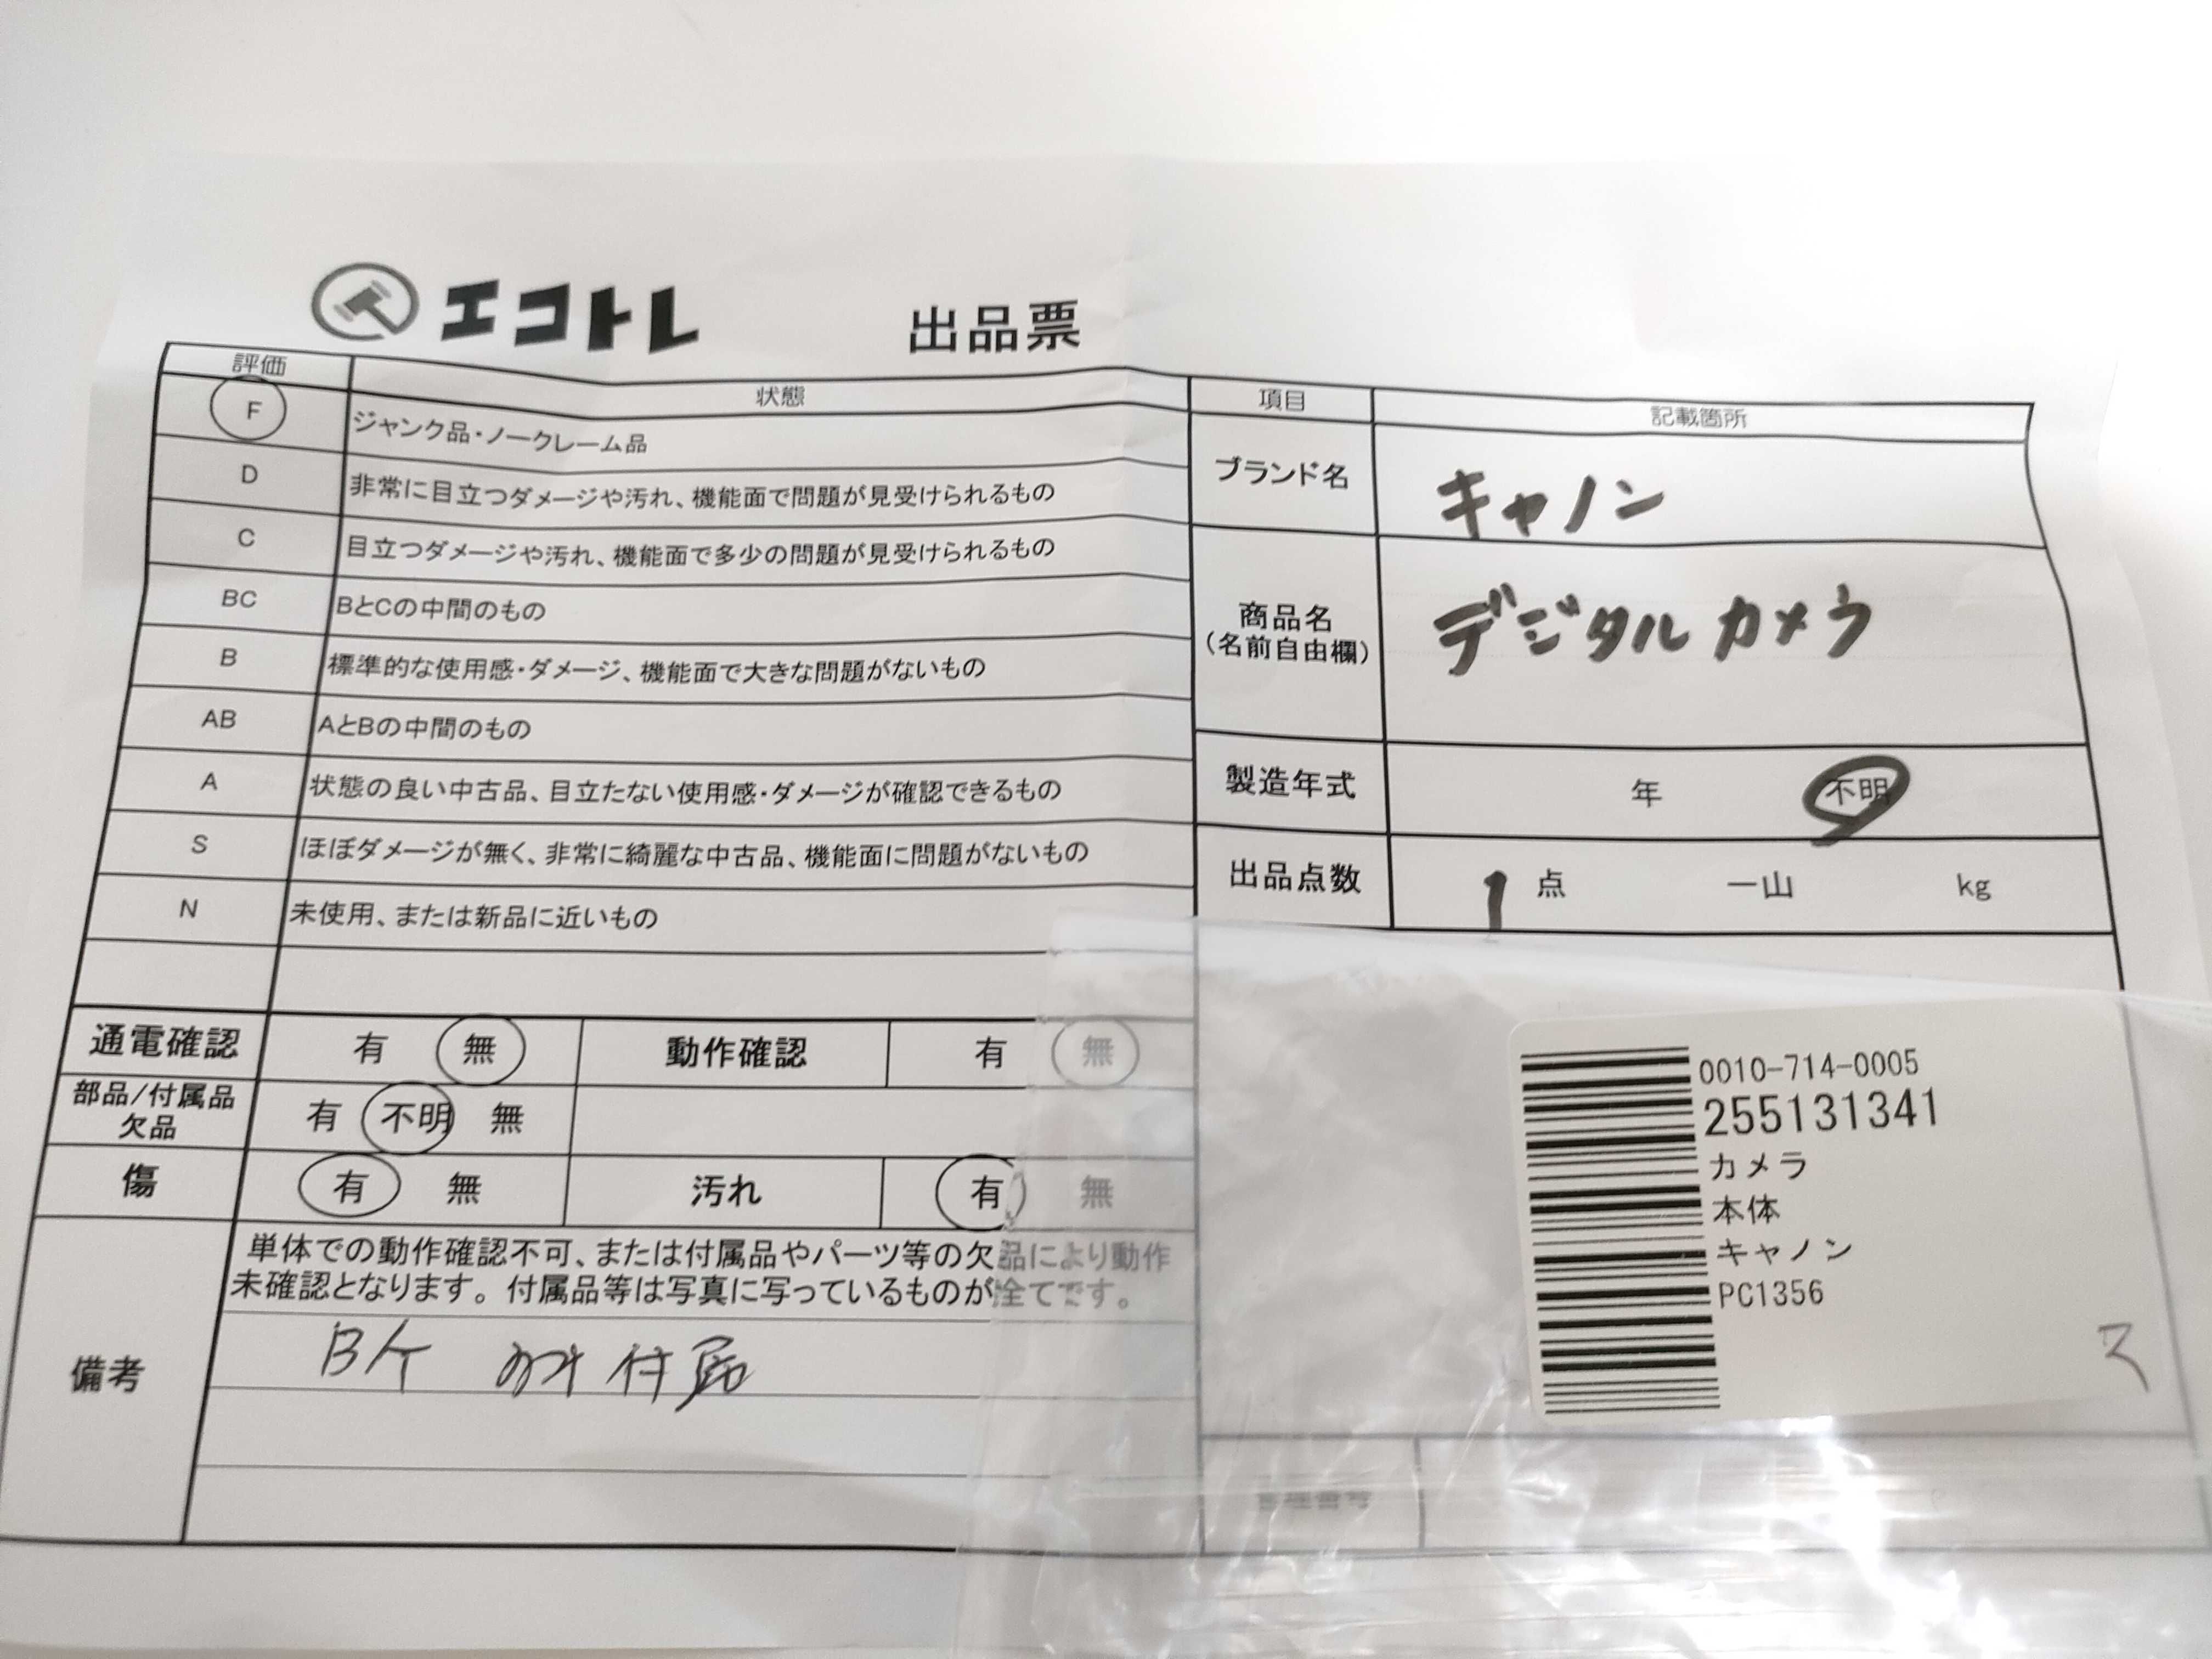 エコトレ 出品票
評価 状態
F ジャンク品・ノークレーム品
D 非常に目立つダメージや汚れ、機能面で問題が見受けられるもの
C 目立つダメージや汚れ、機能面で多少の問題が見受けられるもの
BC BとCの中間のもの
B 標準的な使用感・ダメージ、機能面で大きな問題がないもの
AB AとBの中間のもの
A 状態の良い中古品、目立たない使用感・ダメージが確認できるもの
S ほぼダメージが無く、非常に綺麗な中古品、機能面に問題がないもの
N 未使用、または新品に近いもの
通電確認 有 無 動作確認 有 無
部品/付属品
欠品 有 不明 無
傷 有 無 汚れ 有 無
備考
単体での動作確認不可、または付属品やパーツ等の欠品により動作
未確認となります。付属品等は写真に写っているものが全てです。
付属
項目 記載箇所
ブランド名 キャノン
商品名
(名前自由欄)
デジタルカメラ
製造年式 年 不明
出品点数 1 点 一山 kg
0010-714-0005
255131341
カメラ
本体
キャノン
PC1356
管理番号